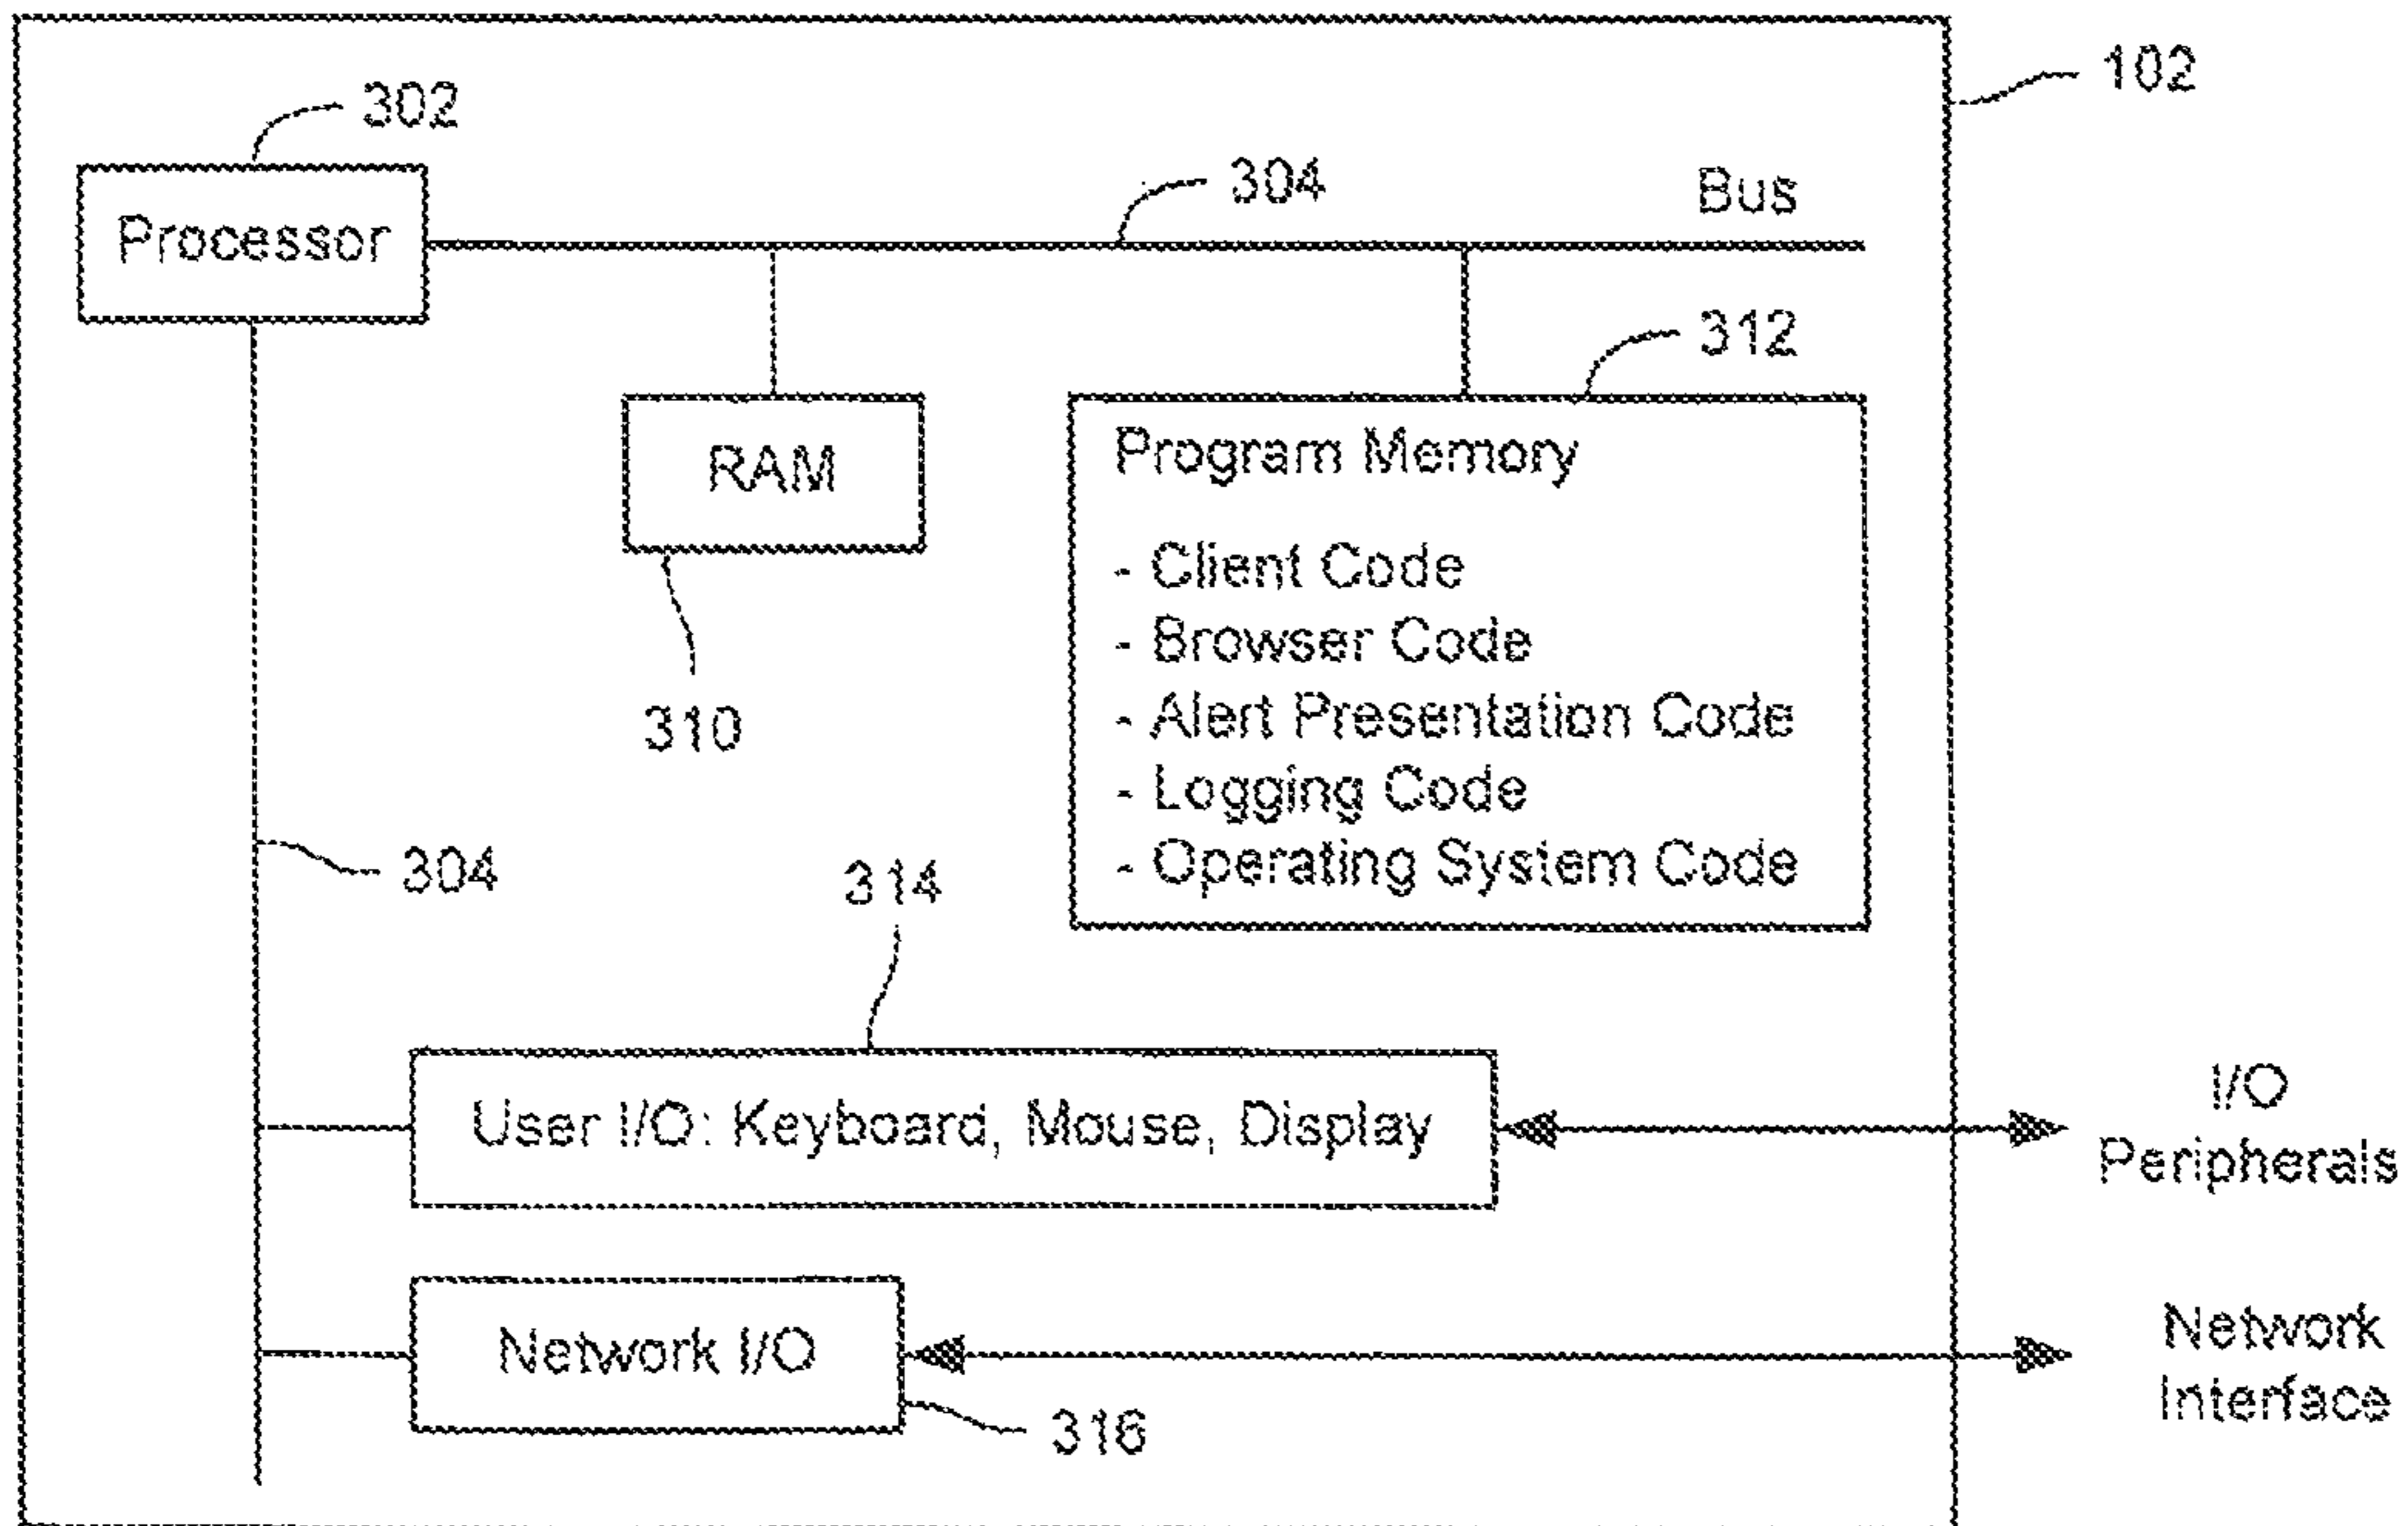 102
302
304
Bus
Processor
312
RAM
Program Memory
- Client Code
- Browser Code
- Alert Presentation Code
- Logging Code
- Operating System Code
310
304
314
User I/O: Keyboard, Mouse, Display
I/O
Peripherals
Network I/O
Network
Interface
316